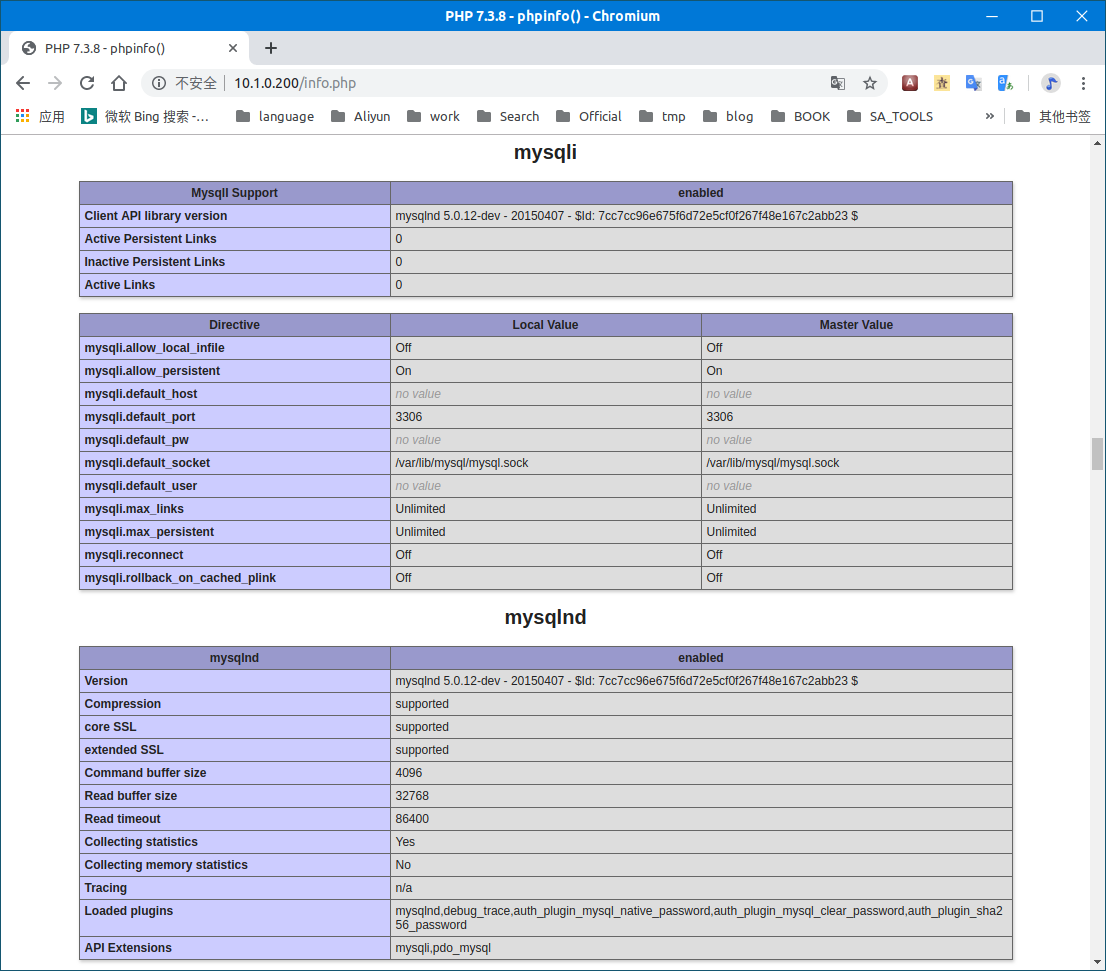 PHP 7.3.8 - phpinfo() - Chromium
PHP 7.3.8 - phpinfo()
不安全 10.1.0.200/info.php
应用 微软 Bing 搜索 -... language Aliyun work Search Official tmp blog BOOK SA_TOOLS » 其他书签
mysqli
MysqlI Support enabled
Client API library version mysqlnd 5.0.12-dev - 20150407 - $Id: 7cc7cc96e675f6d72e5cf0f267f48e167c2abb23 $
Active Persistent Links 0
Inactive Persistent Links 0
Active Links 0
Directive Local Value Master Value
mysqli.allow_local_infile Off Off
mysqli.allow_persistent On On
mysqli.default_host no value no value
mysqli.default_port 3306 3306
mysqli.default_pw no value no value
mysqli.default_socket /var/lib/mysql/mysql.sock /var/lib/mysql/mysql.sock
mysqli.default_user no value no value
mysqli.max_links Unlimited Unlimited
mysqli.max_persistent Unlimited Unlimited
mysqli.reconnect Off Off
mysqli.rollback_on_cached_plink Off Off
mysqlnd
mysqlnd enabled
Version mysqlnd 5.0.12-dev - 20150407 - $Id: 7cc7cc96e675f6d72e5cf0f267f48e167c2abb23 $
Compression supported
core SSL supported
extended SSL supported
Command buffer size 4096
Read buffer size 32768
Read timeout 86400
Collecting statistics Yes
Collecting memory statistics No
Tracing n/a
Loaded plugins mysqlnd,debug_trace,auth_plugin_mysql_native_password,auth_plugin_mysql_clear_password,auth_plugin_sha2
56_password
API Extensions mysqli,pdo_mysql